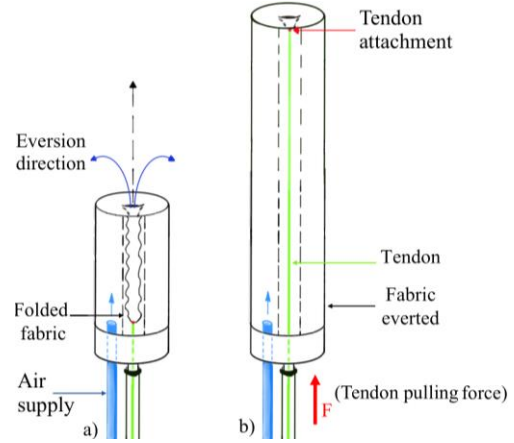 Eversion
direction
Folded
fabric
Air
supply
a)
Tendon
attachment
Tendon
Fabric
everted
(Tendon pulling force)
F
b)